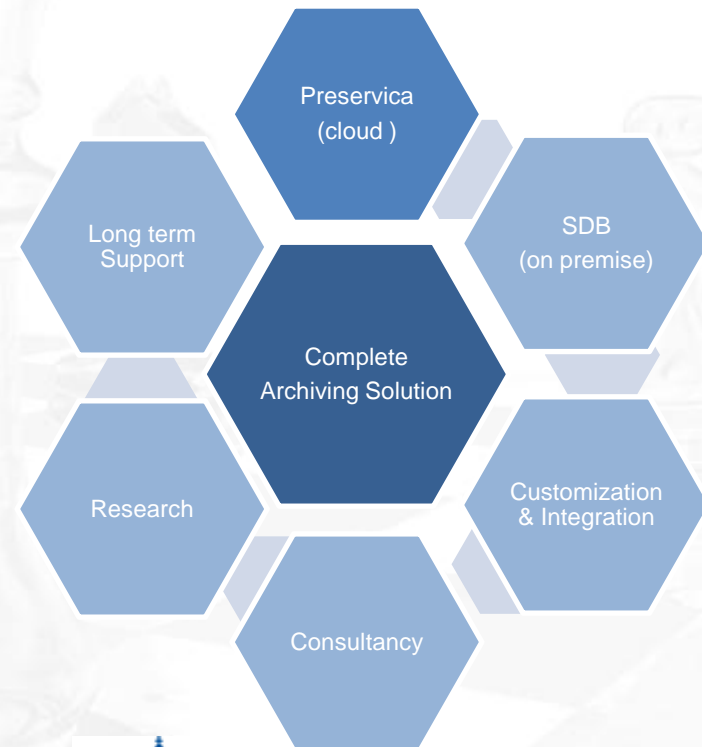 Preservica
(cloud )
SDB
(on premise)
Long term
Support
Complete
Archiving Solution
Customization
& Integration
Research
Consultancy